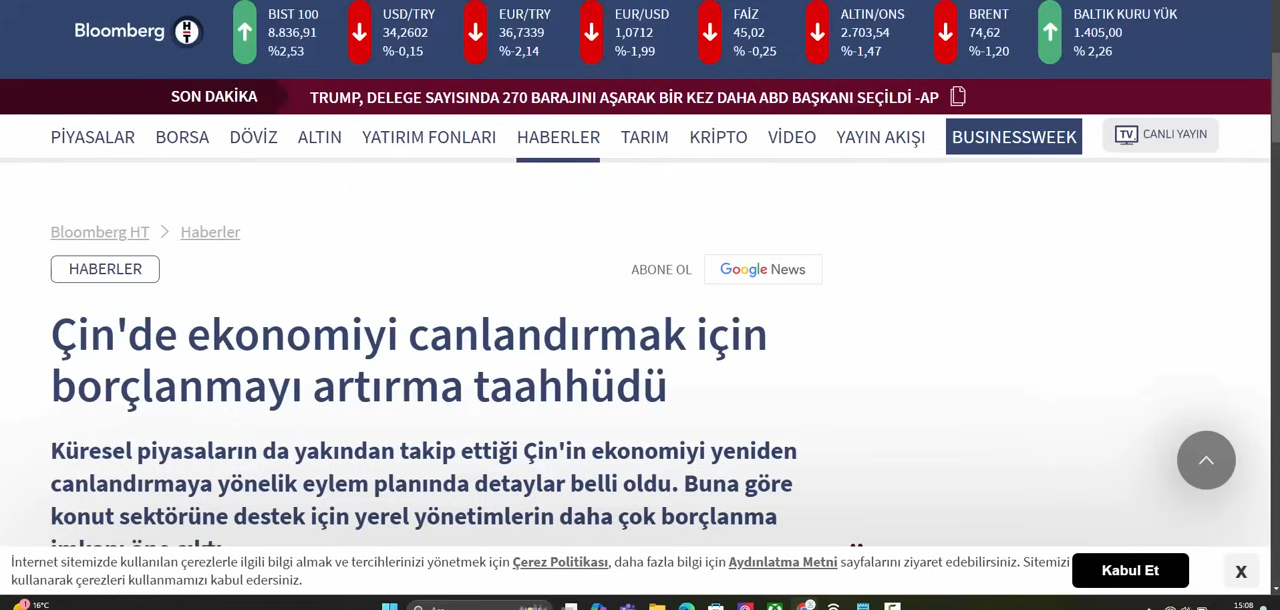 Bloomberg HT
BIST 100
8.836,91
%2,53
USD/TRY
34,2602
%-0,15
EUR/TRY
36,7339
%-2,14
EUR/USD
1,0712
%-1,99
FAİZ
45,02
% -0,25
ALTIN/ONS
2.703,54
%-1,47
BRENT
74,62
%-1,20
BALTIK KURU YÜK
1.405,00
% 2,26
SON DAKİKA TRUMP, DELEGE SAYISINDA 270 BARAJINI AŞARAK BİR KEZ DAHA ABD BAŞKANI SEÇİLDİ -AP
PİYASALAR BORSA DÖVİZ ALTIN YATIRIM FONLARI HABERLER TARIM KRİPTO VİDEO YAYIN AKIŞI BUSINESSWEEK TV CANLI YAYIN
Bloomberg HT > Haberler
HABERLER
ABONE OL Google News
Çin'de ekonomiyi canlandırmak için
borçlanmayı artırma taahhüdü
Küresel piyasaların da yakından takip ettiği Çin'in ekonomiyi yeniden
canlandırmaya yönelik eylem planında detaylar belli oldu. Buna göre
konut sektörüne destek için yerel yönetimlerin daha çok borçlanma
İnternet sitemizde kullanılan çerezlerle ilgili bilgi almak ve tercihlerinizi yönetmek için Çerez Politikası, daha fazla bilgi için Aydınlatma Metni sayfalarını ziyaret edebilirsiniz. Sitemizi
kullanarak çerezleri kullanmamızı kabul edersiniz.
Kabul Et
X
16°C
15:08